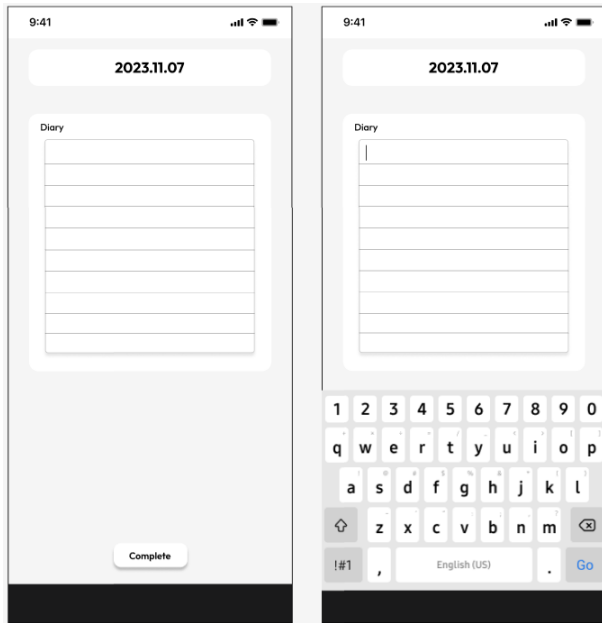 9:41
2023.11.07
Diary
Complete
9:41
2023.11.07
Diary
1 2 3 4 5 6 7 8 9 0
q w e r t y u i o p
a s d f g h j k l
z x c v b n m
!#1 , English (US) . Go